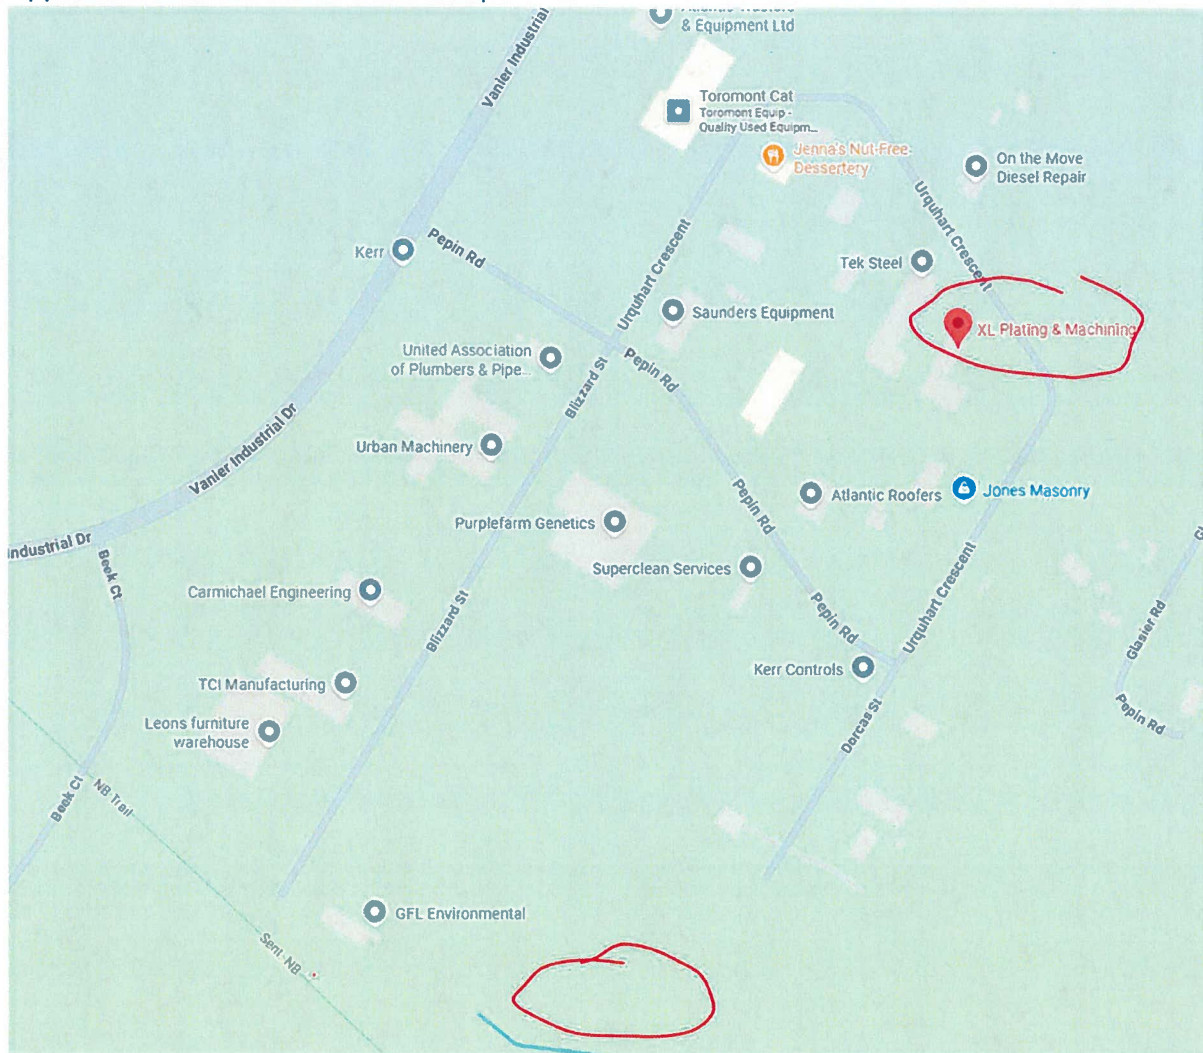 & Equipment Ltd
Vanier Industrial
Toromont Cat
Toromont Equip -
Quality Used Equipm...
Jenna's Nut-Free
Dessertery
On the Move
Diesel Repair
Urquhart Crescent
Pepin Rd
Kerr
Urquhart Crescent
Tek Steel
Saunders Equipment
XL Plating & Machining
United Association
of Plumbers & Pipe...
Pepin Rd
Blizzard St
Vanier Industrial Dr
Urban Machinery
Pepin Rd
Atlantic Roofers
Jones Masonry
Purplefarm Genetics
Industrial Dr
Beek Ct
Superclean Services
Carmichael Engineering
Blizzard St
Pepin Rd
Urquhart Crescent
Glasier Rd
Kerr Controls
TCI Manufacturing
Leons furniture
warehouse
Dorcas St
Pepin Rd
Beek Ct
NB Trail
GFL Environmental
Sent. NB